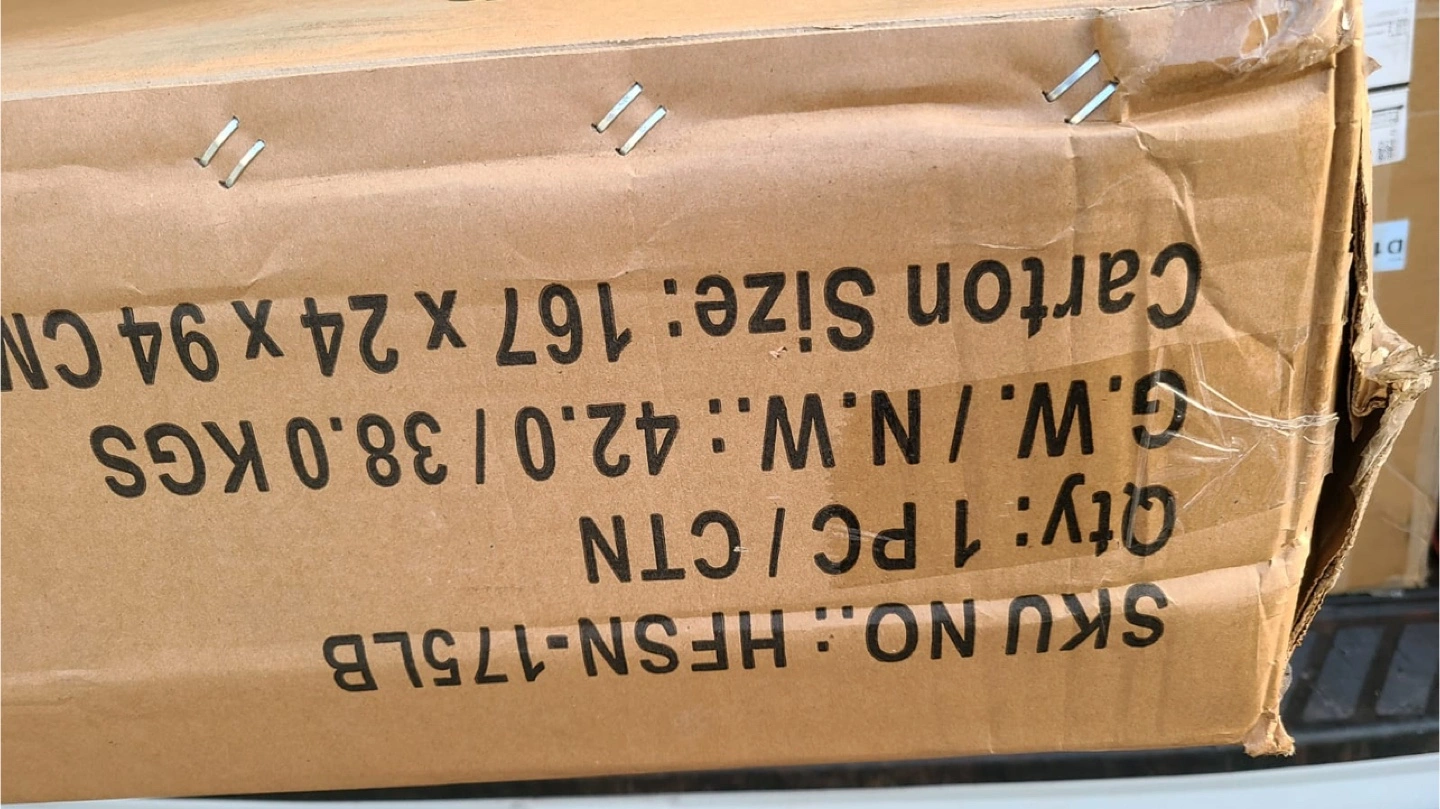 SKU NO.: HFSN-175LB
Qty: 1 PC / CTN
G.W. / N.W.: 42.0 / 38.0 KGS
Carton Size: 167 x 24 x 94 CM
D1